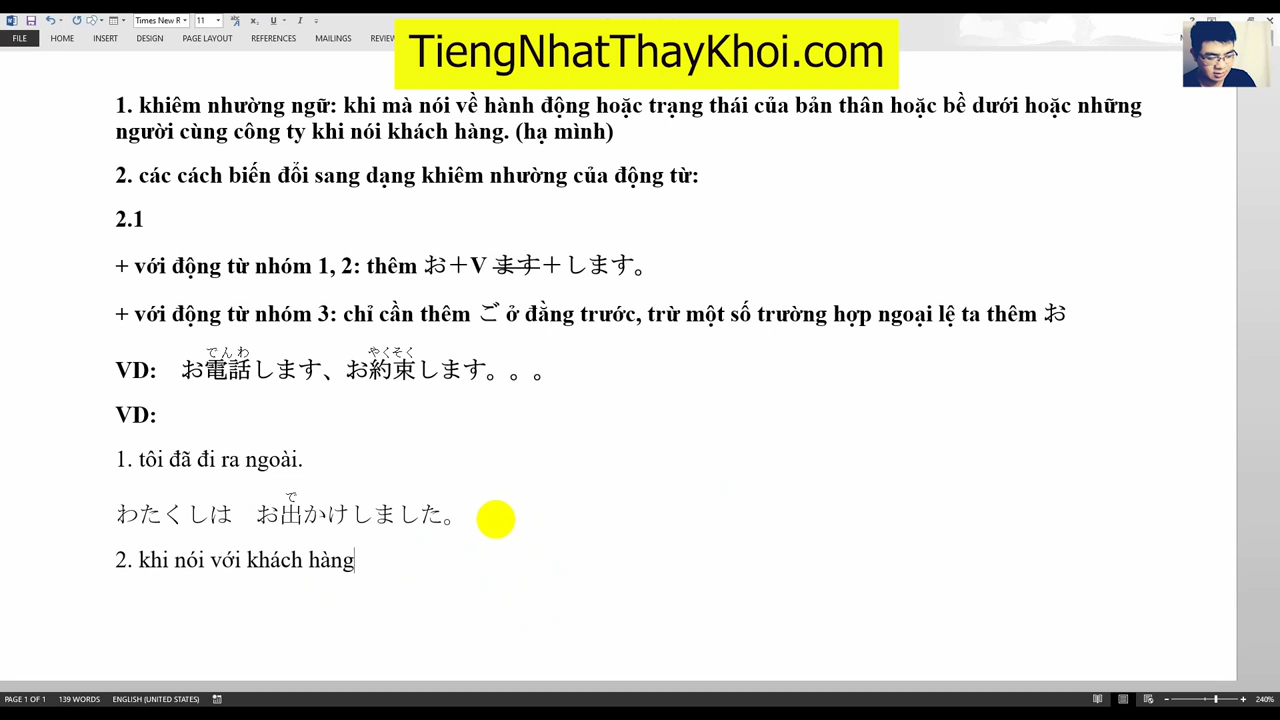 Times New R 11
FILE HOME INSERT DESIGN PAGE LAYOUT REFERENCES MAILINGS REVIEW
TiengNhatThayKhoi.com
1. khiêm nhường ngữ: khi mà nói về hành động hoặc trạng thái của bản thân hoặc bề dưới hoặc những
người cùng công ty khi nói khách hàng. (hạ mình)
2. các cách biến đổi sang dạng khiêm nhường của động từ:
2.1
+ với động từ nhóm 1, 2: thêm お＋V ます＋します。
+ với động từ nhóm 3: chỉ cần thêm ご ở đằng trước, trừ một số trường hợp ngoại lệ ta thêm お
でんわ やくそく
VD: お電話します、お約束します。。。
VD:
1. tôi đã đi ra ngoài.
で
わたくしは お出かけしました。
2. khi nói với khách hàng
PAGE 1 OF 1 139 WORDS ENGLISH (UNITED STATES) 240%